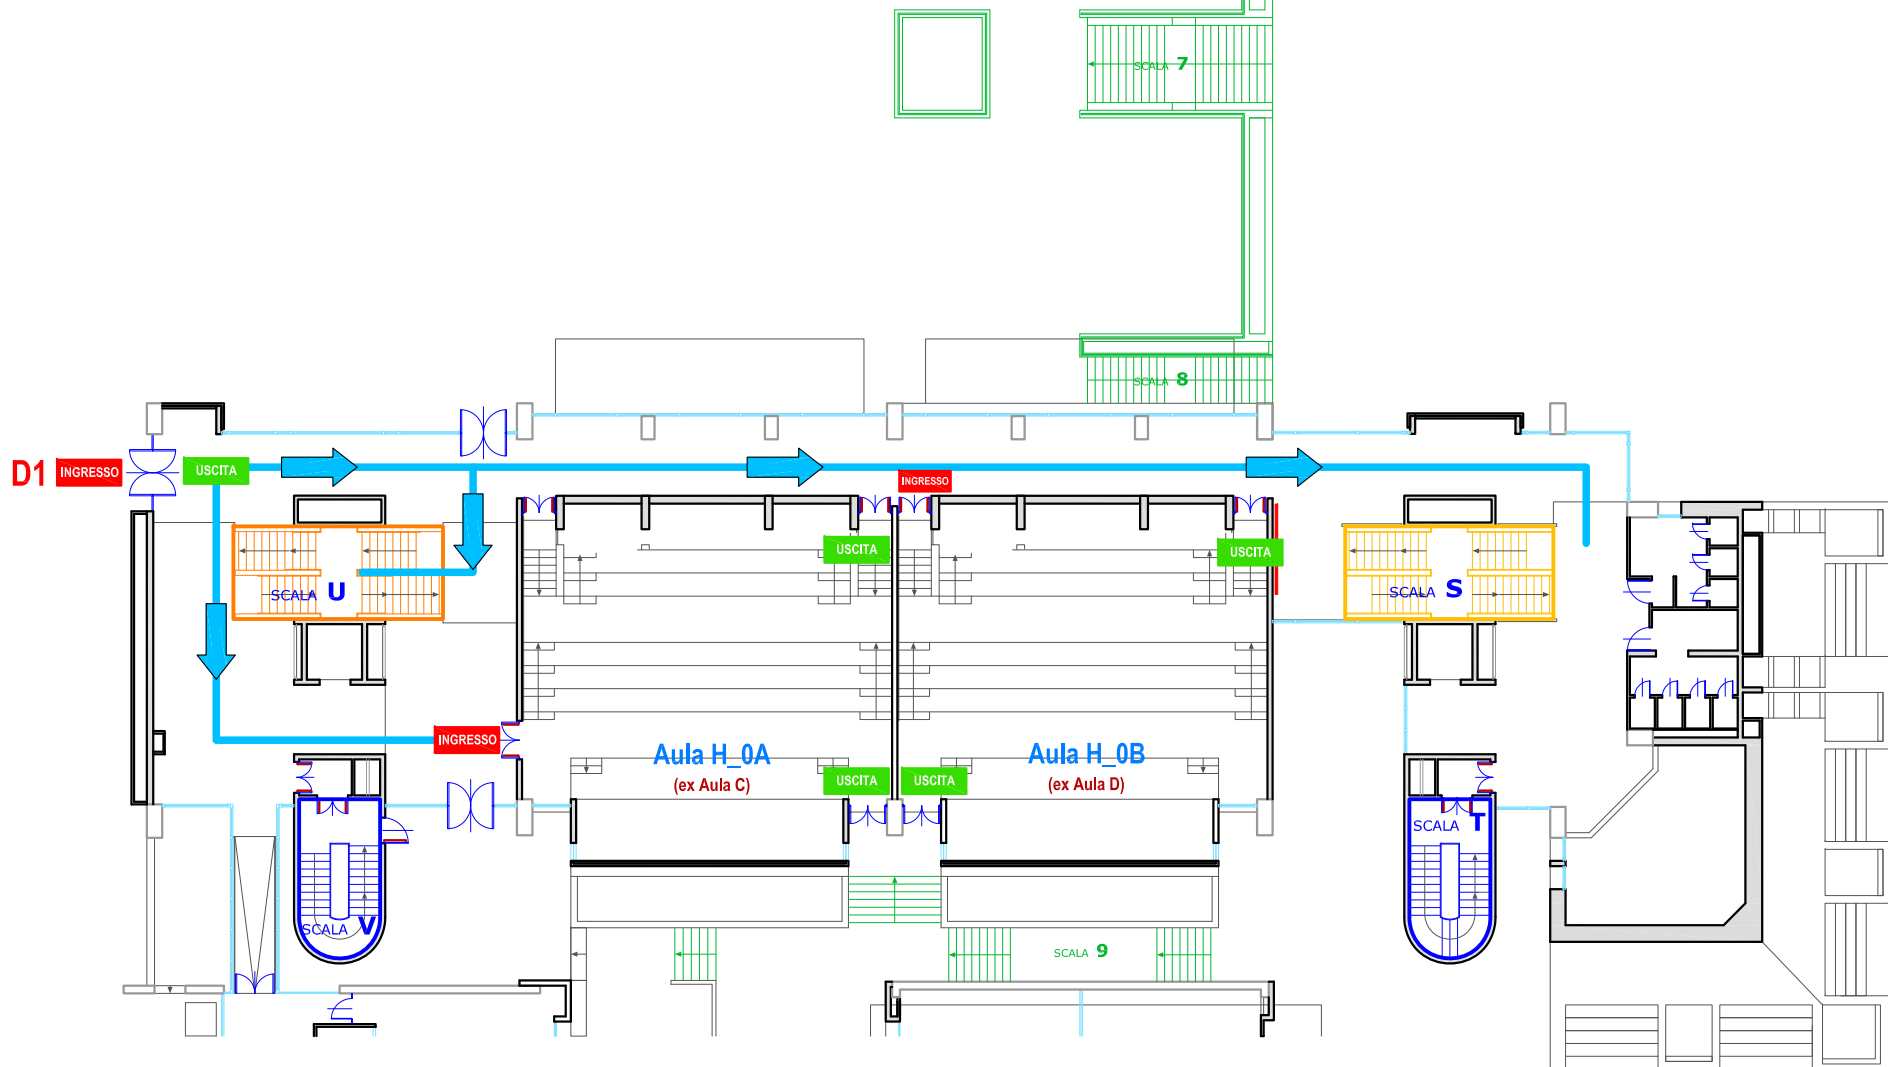 SCALA 7
SCALA 8
D1 INGRESSO
USCITA
INGRESSO
USCITA
USCITA
SCALA U
SCALA S
INGRESSO
Aula H_0A
(ex Aula C)
USCITA
USCITA
Aula H_0B
(ex Aula D)
SCALA T
SCALA V
SCALA 9